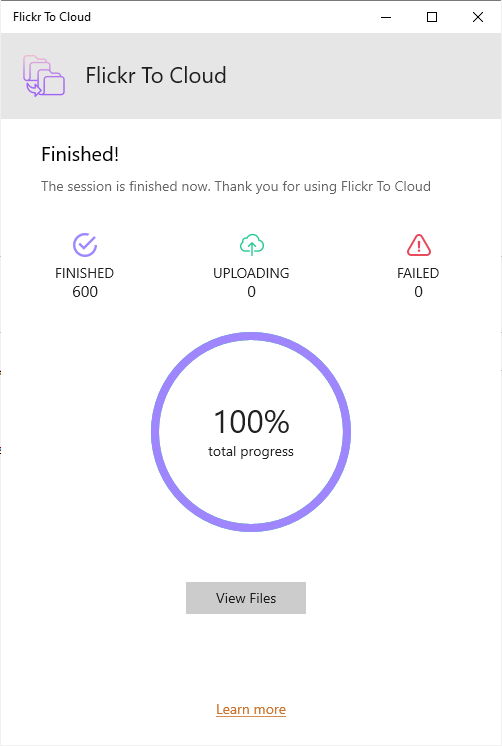 Flickr To Cloud
Flickr To Cloud
Finished!
The session is finished now. Thank you for using Flickr To Cloud
FINISHED UPLOADING FAILED
600 0 0
100%
total progress
View Files
Learn more